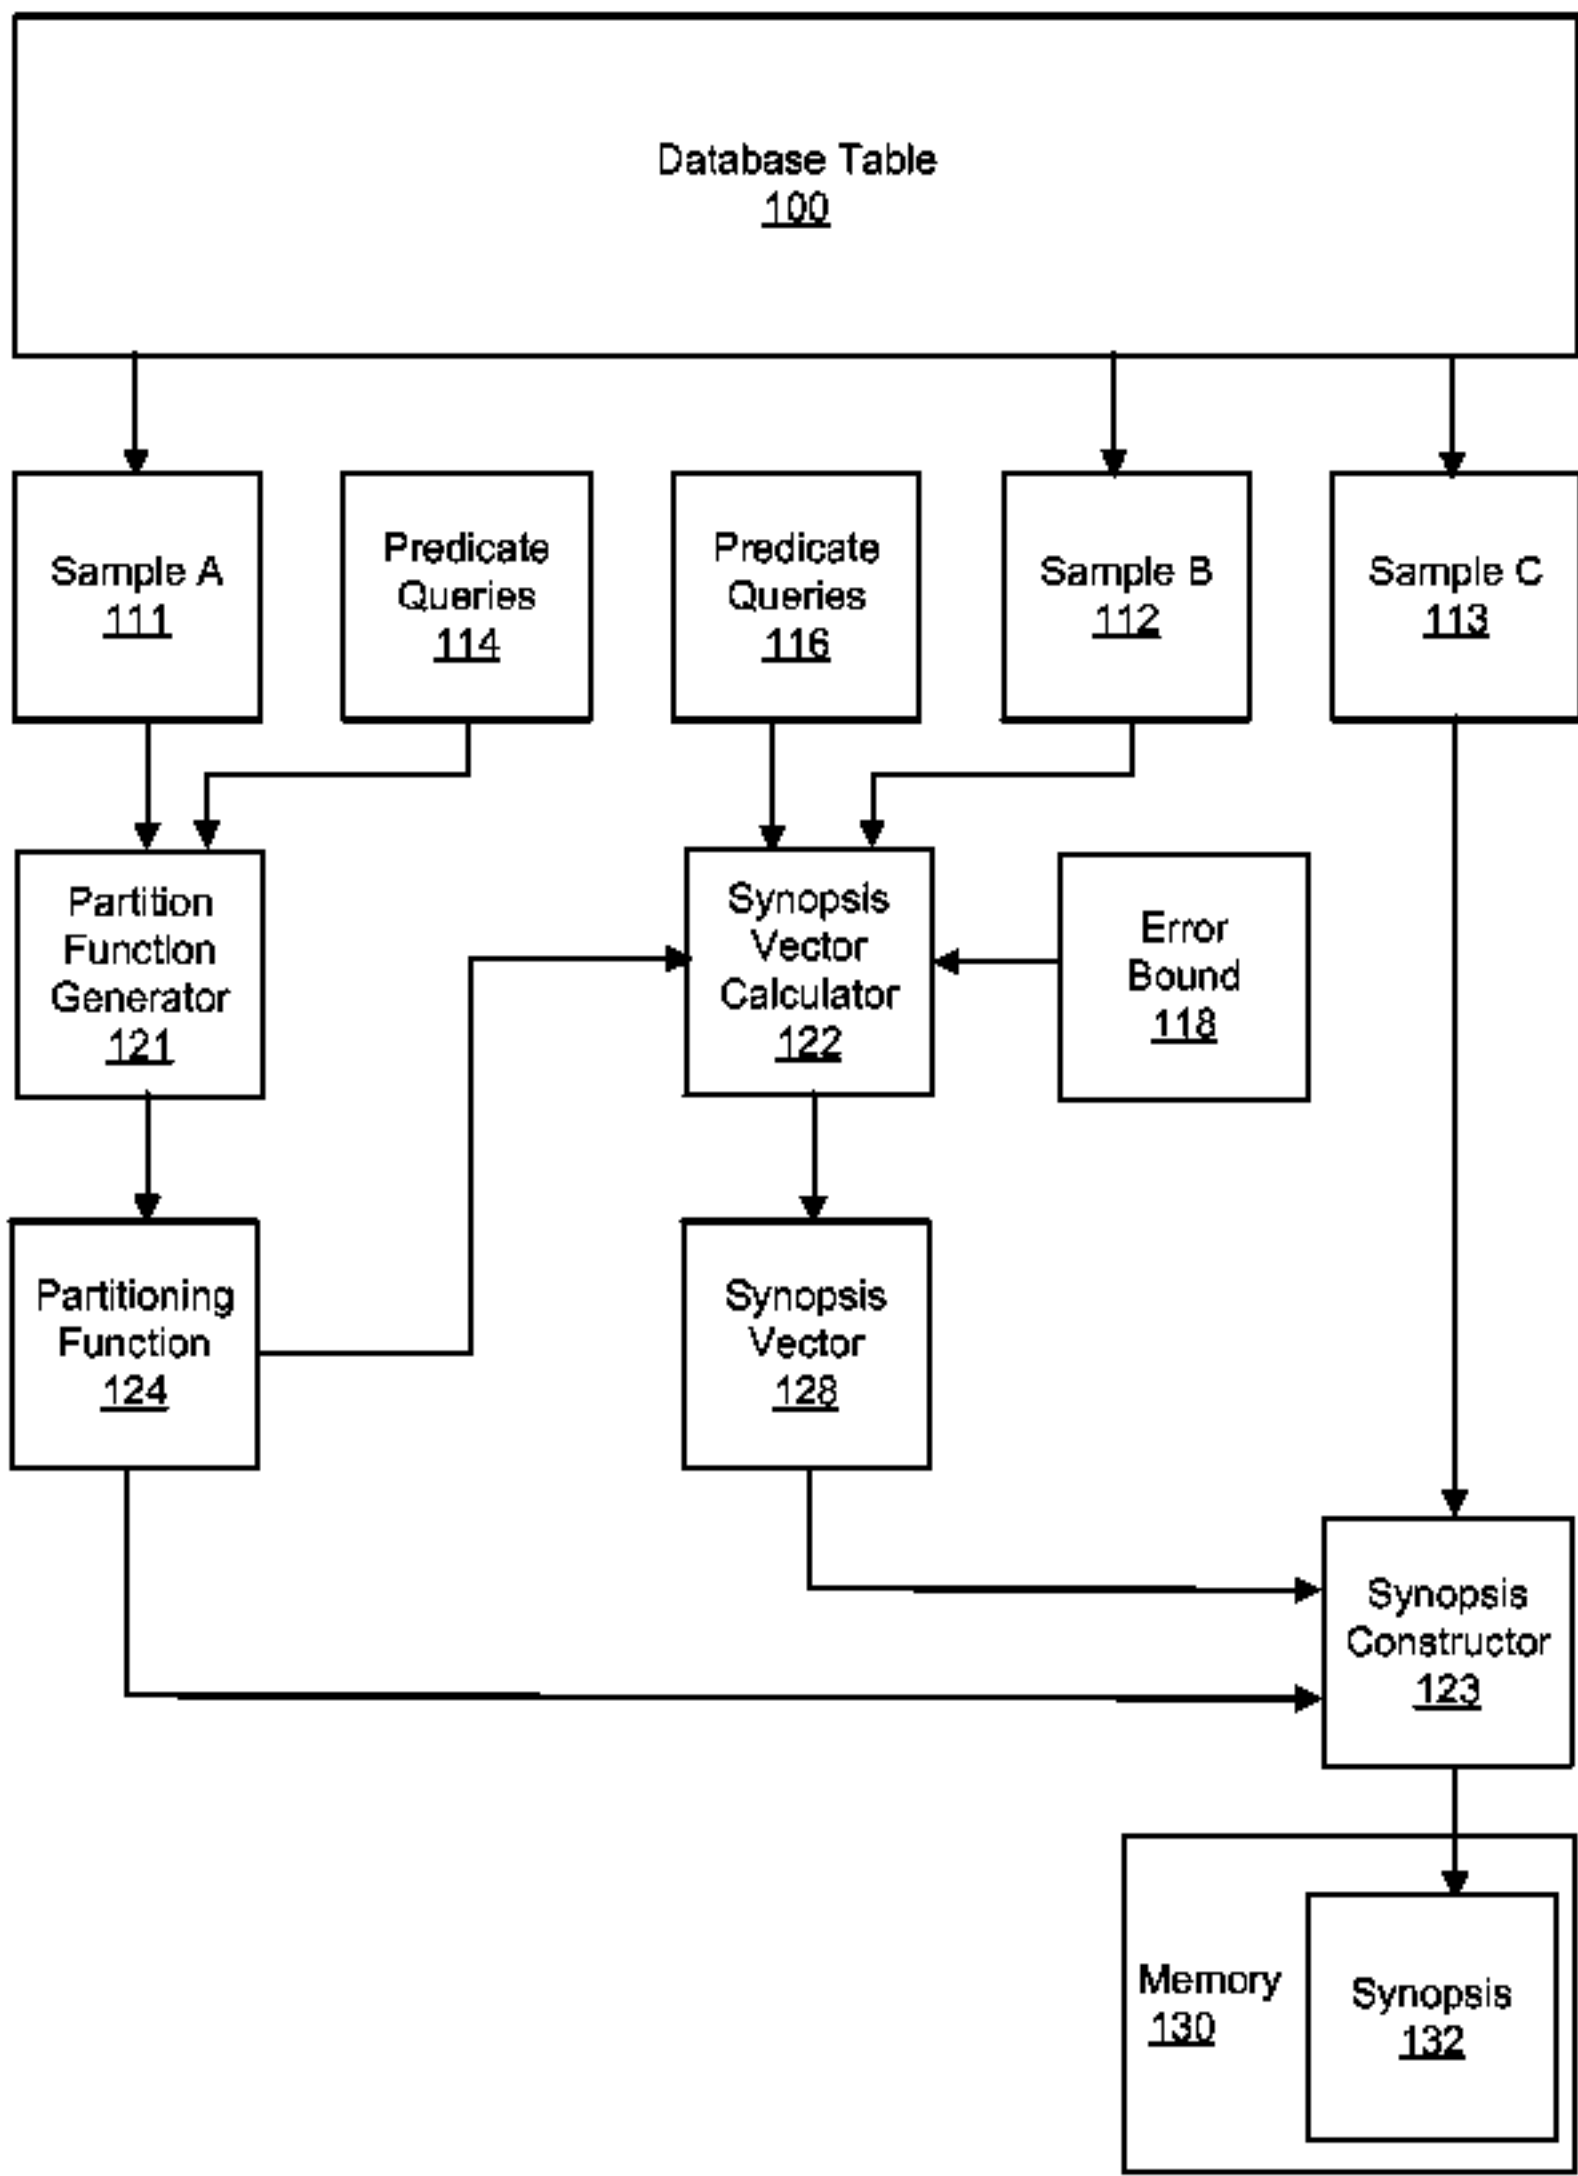 Database Table
100
Sample A
111
Predicate
Queries
114
Predicate
Queries
116
Sample B
112
Sample C
113
Partition
Function
Generator
121
Synopsis
Vector
Calculator
122
Error
Bound
118
Partitioning
Function
124
Synopsis
Vector
128
Synopsis
Constructor
123
Memory
130
Synopsis
132